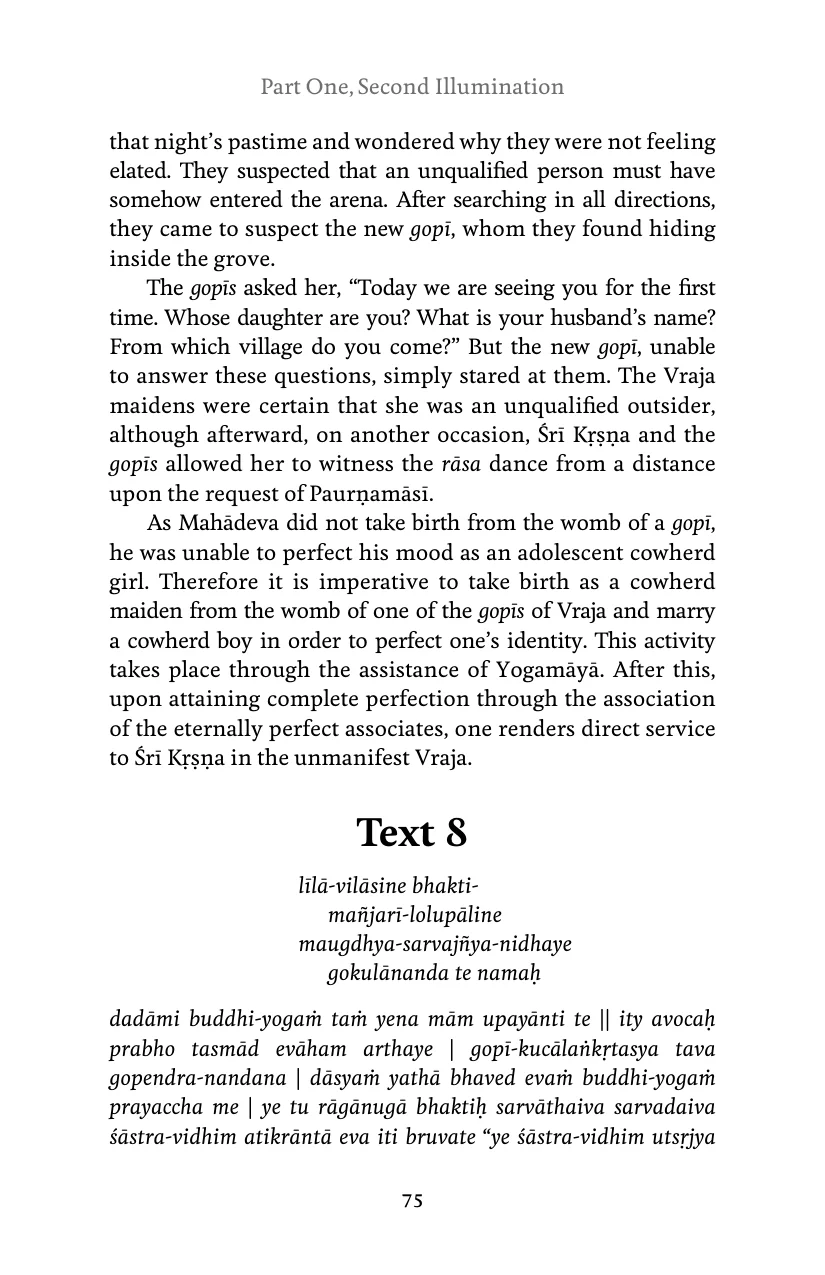 Part One, Second Illumination
that night’s pastime and wondered why they were not feeling
elated. They suspected that an unqualified person must have
somehow entered the arena. After searching in all directions,
they came to suspect the new gopī, whom they found hiding
inside the grove.
The gopīs asked her, “Today we are seeing you for the first
time. Whose daughter are you? What is your husband’s name?
From which village do you come?” But the new gopī, unable
to answer these questions, simply stared at them. The Vraja
maidens were certain that she was an unqualified outsider,
although afterward, on another occasion, Śrī Kṛṣṇa and the
gopīs allowed her to witness the rāsa dance from a distance
upon the request of Paurṇamāsī.
As Mahādeva did not take birth from the womb of a gopī,
he was unable to perfect his mood as an adolescent cowherd
girl. Therefore it is imperative to take birth as a cowherd
maiden from the womb of one of the gopīs of Vraja and marry
a cowherd boy in order to perfect one’s identity. This activity
takes place through the assistance of Yogamāyā. After this,
upon attaining complete perfection through the association
of the eternally perfect associates, one renders direct service
to Śrī Kṛṣṇa in the unmanifest Vraja.
Text 8
līlā-vilāsine bhakti-
mañjarī-lolupāline
maugdhya-sarvajñya-nidhaye
gokulānanda te namaḥ
dadāmi buddhi-yogaṁ taṁ yena mām upayānti te || ity avocaḥ
prabho tasmād evāham arthaye | gopī-kucālaṅkṛtasya tava
gopendra-nandana | dāsyaṁ yathā bhaved evaṁ buddhi-yogaṁ
prayaccha me | ye tu rāgānugā bhaktiḥ sarvāthaiva sarvadaiva
śāstra-vidhim atikrāntā eva iti bruvate “ye śāstra-vidhim utsṛjya
75